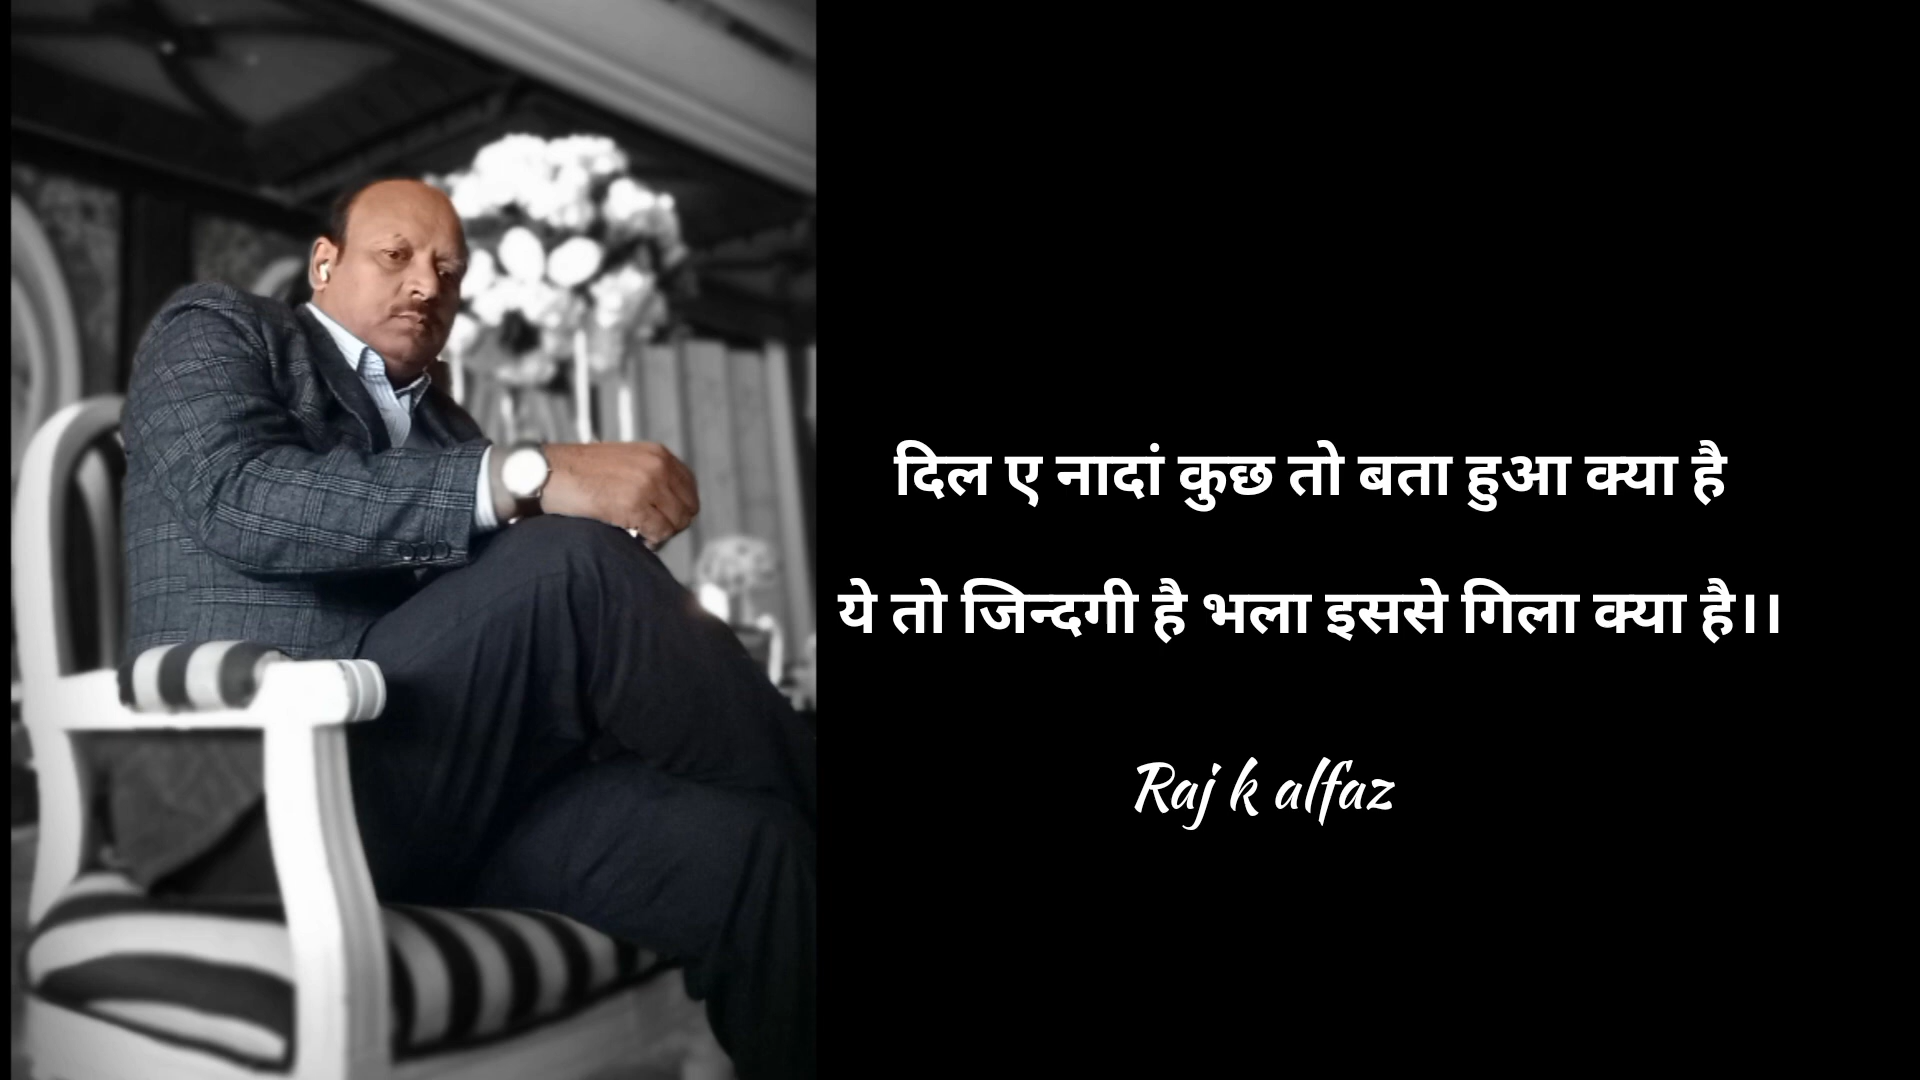 दिल ए नादां कुछ तो बता हुआ क्या है
ये तो जिन्दगी है भला इससे गिला क्या है।।
Raj k alfaz